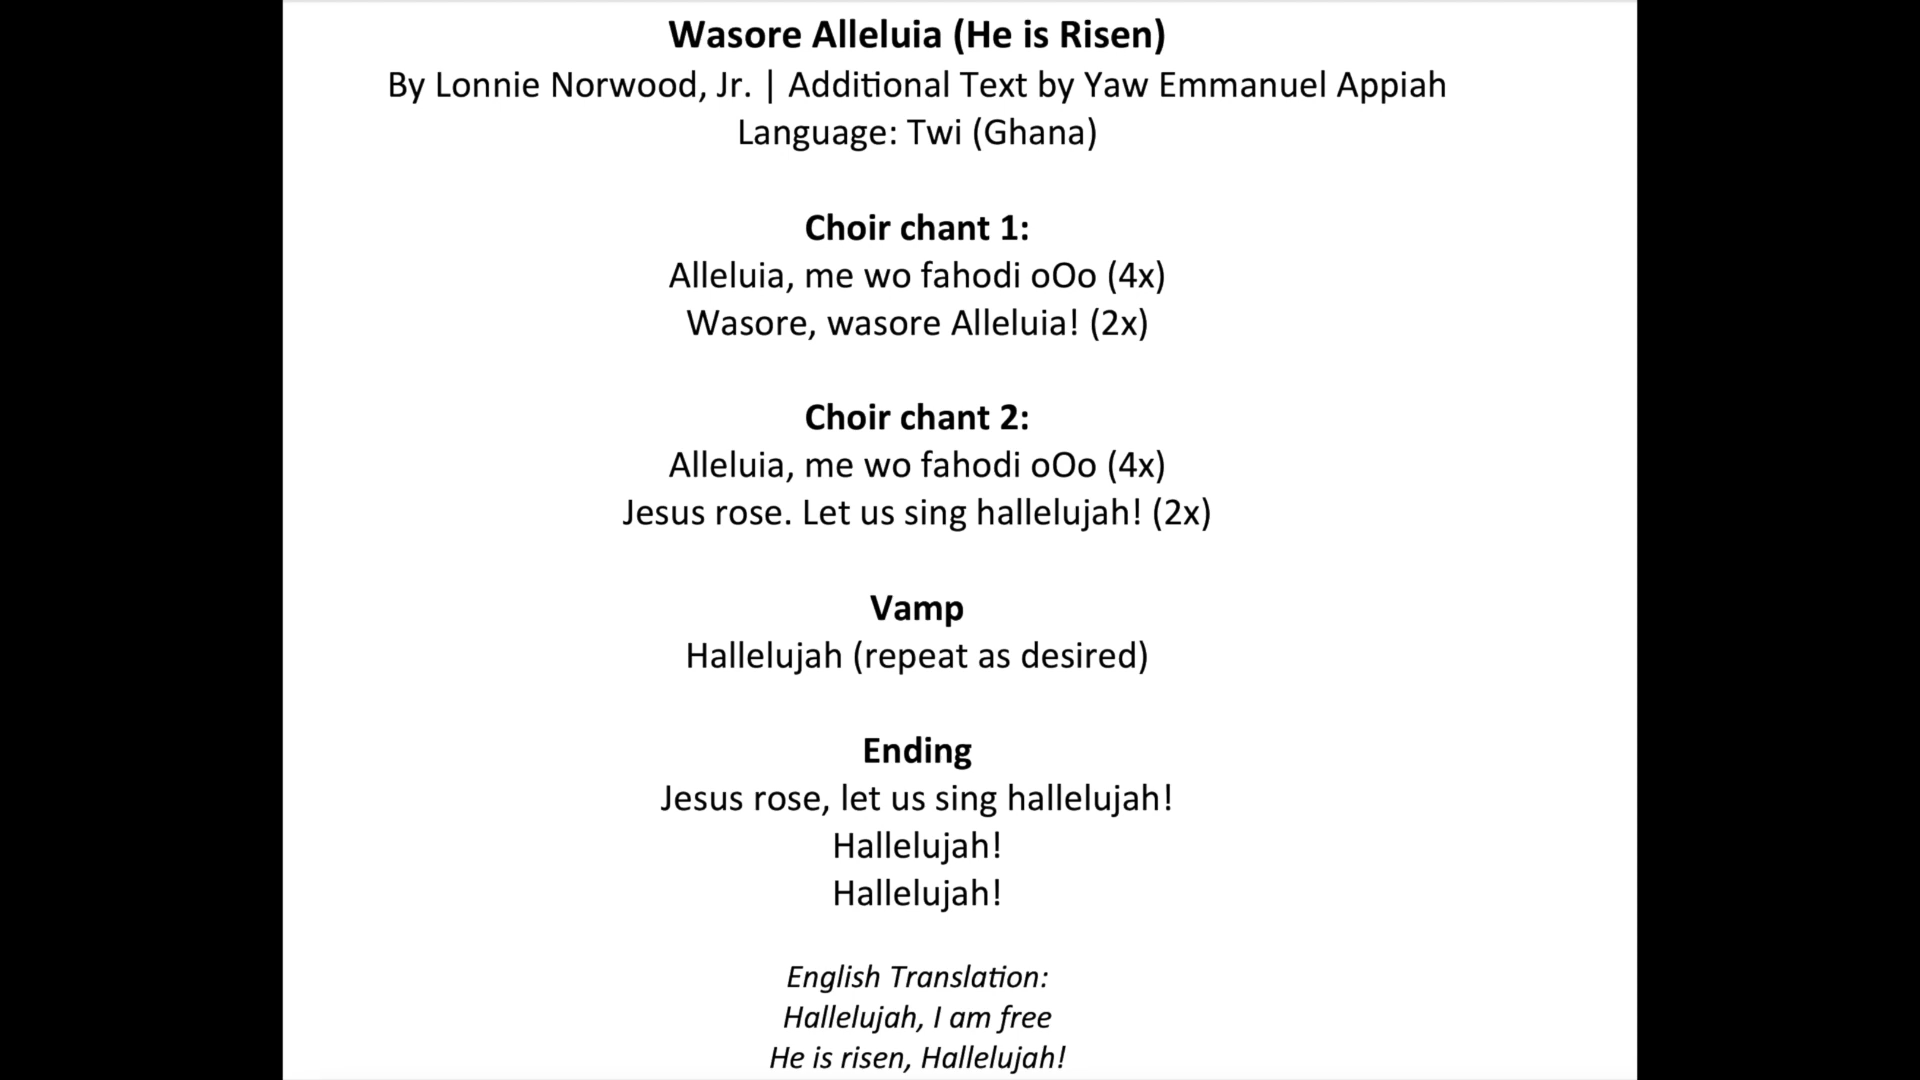 Wasore Alleluia (He is Risen)
By Lonnie Norwood, Jr. | Additional Text by Yaw Emmanuel Appiah
Language: Twi (Ghana)
Choir chant 1:
Alleluia, me wo fahodi oOo (4x)
Wasore, wasore Alleluia! (2x)
Choir chant 2:
Alleluia, me wo fahodi oOo (4x)
Jesus rose. Let us sing hallelujah! (2x)
Vamp
Hallelujah (repeat as desired)
Ending
Jesus rose, let us sing hallelujah!
Hallelujah!
Hallelujah!
English Translation:
Hallelujah, I am free
He is risen, Hallelujah!